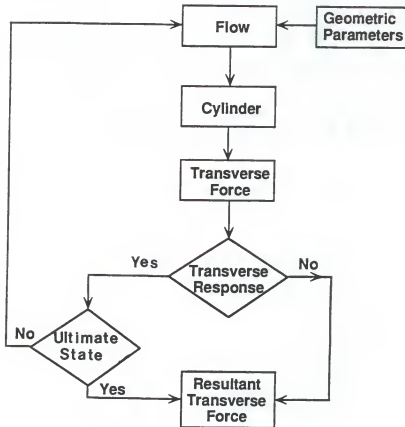 Flow
Geometric
Parameters
Cylinder
Transverse
Force
Yes
Transverse
Response
No
No
Ultimate
State
Yes
Resultant
Transverse
Force